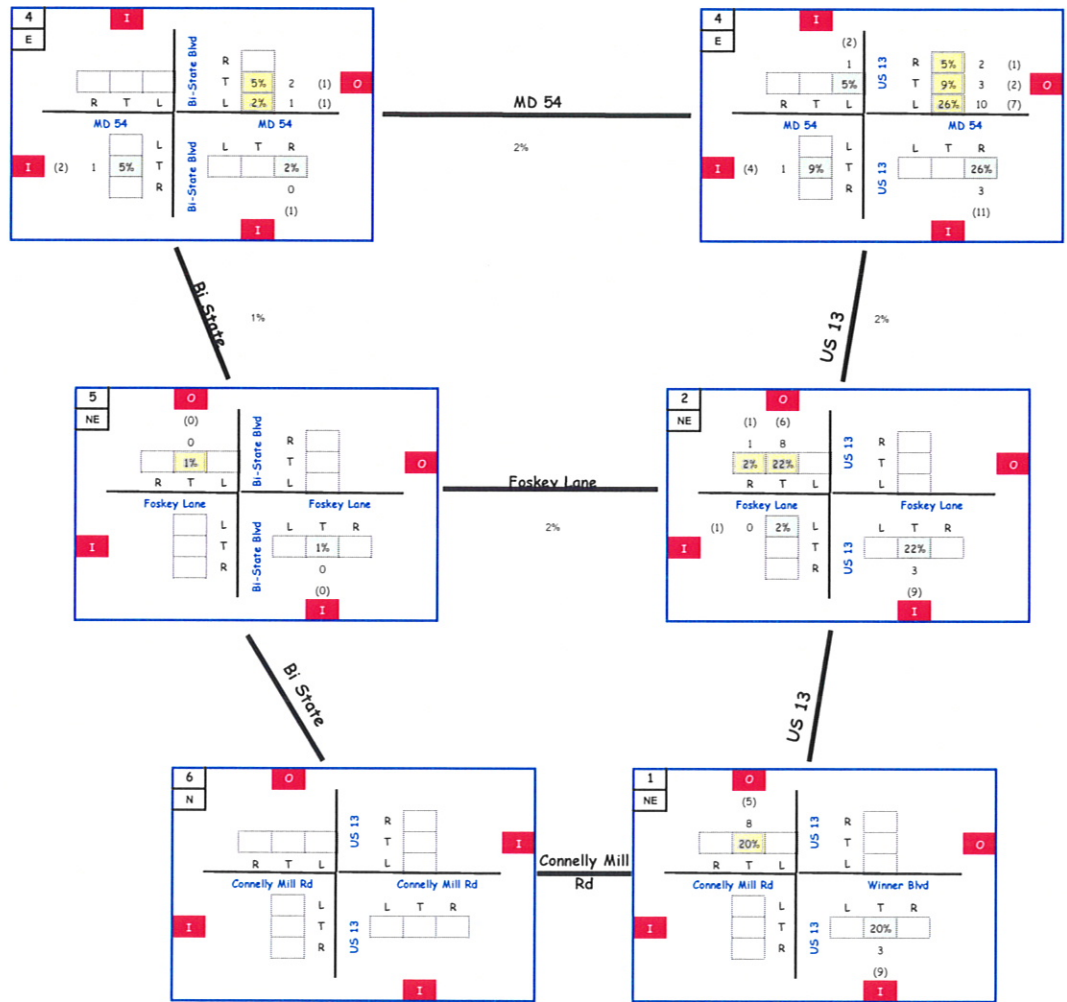 4
E
I
Bi-State Blvd
R
T 5% 2 (1)
L 2% 1 (1)
O
R T L
MD 54
MD 54
I (2) 1 5%
L
T
R
Bi-State Blvd
L T R
2%
0
(1)
I
MD 54
2%
4
E
I
(2)
1
5%
R T L
US 13
R 5% 2 (1)
T 9% 3 (2)
L 26% 10 (7)
O
MD 54
MD 54
I (4) 1 9%
L
T
R
US 13
L T R
26%
3
(11)
I
Bi State
1%
US 13
2%
5
NE
O
(0)
0
1%
R T L
Bi-State Blvd
R
T
L
O
Foskey Lane
Foskey Lane
I
L
T
R
Bi-State Blvd
L T R
1%
0
(0)
I
Foskey Lane
2%
2
NE
O
(1) (6)
1 8
2% 22%
R T L
US 13
R
T
L
O
Foskey Lane
Foskey Lane
(1) 0 2% L
I
T
R
US 13
L T R
22%
3
(9)
I
Bi State
US 13
6
N
O
R T L
US 13
R
T
L
I
Connelly Mill Rd
Connelly Mill Rd
I
L
T
R
US 13
L T R
I
Connelly Mill
Rd
1
NE
O
(5)
8
20%
R T L
US 13
R
T
L
O
Connelly Mill Rd
Winner Blvd
I
L
T
R
US 13
L T R
20%
3
(9)
I